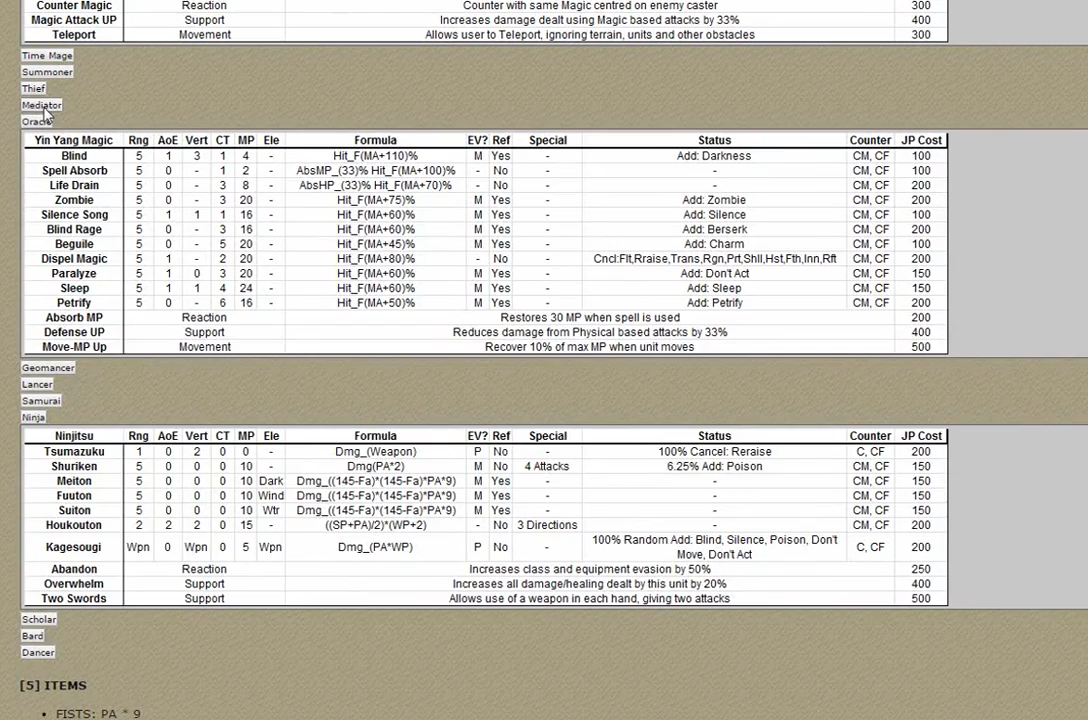 Counter Magic Reaction Counter with same Magic centred on enemy caster 300
Magic Attack UP Support Increases damage dealt using Magic based attacks by 33% 400
Teleport Movement Allows user to Teleport, ignoring terrain, units and other obstacles 300
Time Mage
Summoner
Thief
Mediator
Oracle
Yin Yang Magic Rng AoE Vert CT MP Ele Formula EV? Ref Special Status Counter JP Cost
Blind 5 1 3 1 4 - Hit_F(MA+110)% M Yes - Add: Darkness CM, CF 100
Spell Absorb 5 0 - 1 2 - AbsMP_(33)% Hit_F(MA+100)% - No - - CM, CF 100
Life Drain 5 0 - 3 8 - AbsHP_(33)% Hit_F(MA+70)% - No - - CM, CF 200
Zombie 5 0 - 3 20 - Hit_F(MA+75)% M Yes - Add: Zombie CM, CF 200
Silence Song 5 1 1 1 16 - Hit_F(MA+60)% M Yes - Add: Silence CM, CF 100
Blind Rage 5 0 - 3 16 - Hit_F(MA+60)% M Yes - Add: Berserk CM, CF 200
Beguile 5 0 - 5 20 - Hit_F(MA+45)% M Yes - Add: Charm CM, CF 100
Dispel Magic 5 1 - 2 20 - Hit_F(MA+80)% - No - Cncl:Flt,Rraise,Trans,Rgn,Prt,Shll,Hst,Fth,Inn,Rft CM, CF 200
Paralyze 5 1 0 3 20 - Hit_F(MA+60)% M Yes - Add: Don't Act CM, CF 150
Sleep 5 1 1 4 24 - Hit_F(MA+60)% M Yes - Add: Sleep CM, CF 150
Petrify 5 0 - 6 16 - Hit_F(MA+50)% M Yes - Add: Petrify CM, CF 200
Absorb MP Reaction Restores 30 MP when spell is used 200
Defense UP Support Reduces damage from Physical based attacks by 33% 400
Move-MP Up Movement Recover 10% of max MP when unit moves 500
Geomancer
Lancer
Samurai
Ninja
Ninjitsu Rng AoE Vert CT MP Ele Formula EV? Ref Special Status Counter JP Cost
Tsumazuku 1 0 2 0 0 - Dmg_(Weapon) P No - 100% Cancel: Reraise C, CF 200
Shuriken 5 0 0 0 10 - Dmg(PA*2) M No 4 Attacks 6.25% Add: Poison CM, CF 150
Meiton 5 0 0 0 10 Dark Dmg_((145-Fa)*(145-Fa)*PA*9) M Yes - - CM, CF 150
Fuuton 5 0 0 0 10 Wind Dmg_((145-Fa)*(145-Fa)*PA*9) M Yes - - CM, CF 150
Suiton 5 0 0 0 10 Wtr Dmg_((145-Fa)*(145-Fa)*PA*9) M Yes - - CM, CF 150
Houkouton 2 2 2 0 15 - ((SP+PA)/2)*(WP+2) - No 3 Directions - CM, CF 200
Kagesougi Wpn 0 Wpn 0 5 Wpn Dmg_(PA*WP) P No - 100% Random Add: Blind, Silence, Poison, Don't Move, Don't Act C, CF 200
Abandon Reaction Increases class and equipment evasion by 50% 250
Overwhelm Support Increases all damage/healing dealt by this unit by 20% 400
Two Swords Support Allows use of a weapon in each hand, giving two attacks 500
Scholar
Bard
Dancer
[5] ITEMS
• FISTS: PA * 9